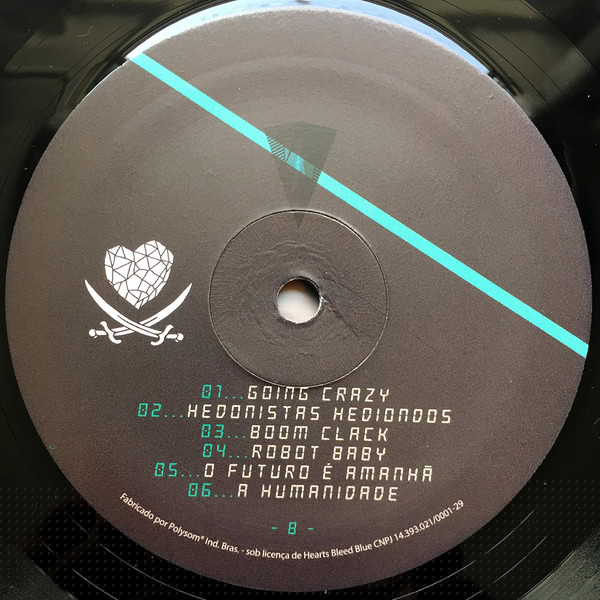 01...GOING CRAZY
02...HEDONISTAS HEDIONDOS
03...BOOM CLACK
04...ROBOT BABY
05...O FUTURO É AMANHÃ
06...A HUMANIDADE
- B -
Fabricado por Polysom® Ind. Bras. - sob licença de Hearts Bleed Blue CNPJ 14.393.021/0001-29